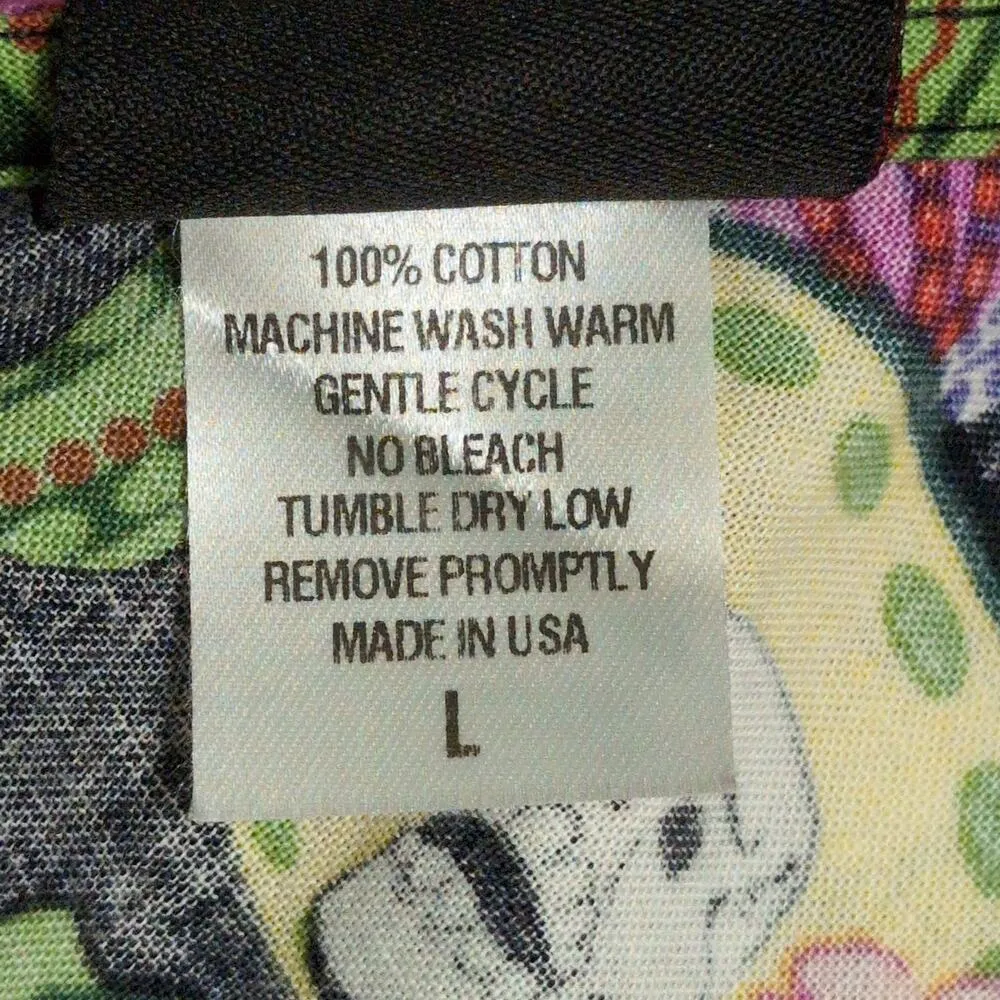 100% COTTON
MACHINE WASH WARM
GENTLE CYCLE
NO BLEACH
TUMBLE DRY LOW
REMOVE PROMPTLY
MADE IN USA
L